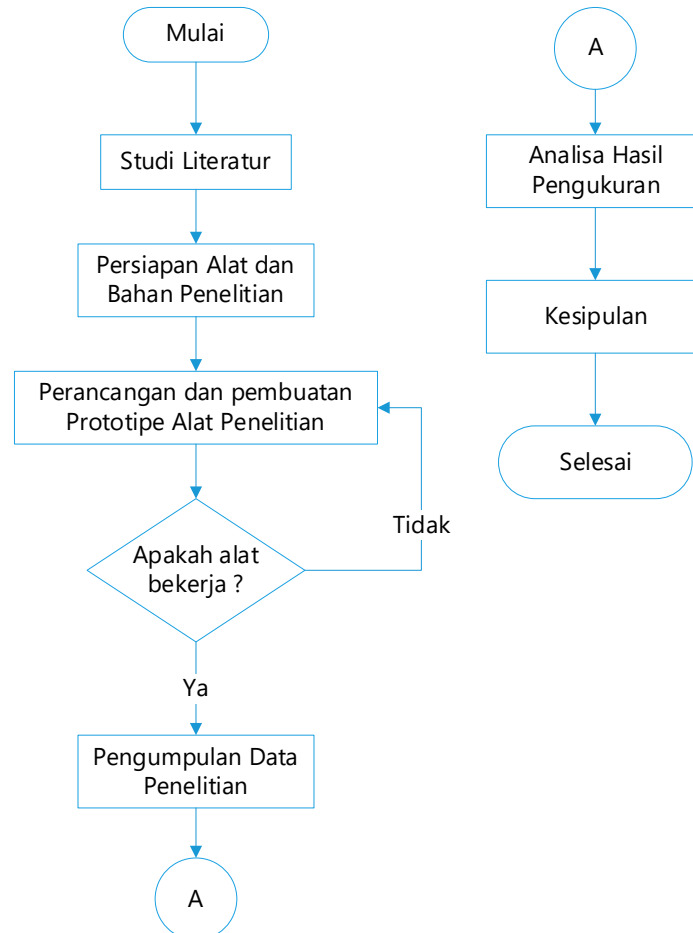 Mulai
Studi Literatur
Persiapan Alat dan
Bahan Penelitian
Perancangan dan pembuatan
Prototipe Alat Penelitian
Apakah alat
bekerja ?
Tidak
Ya
Pengumpulan Data
Penelitian
A
A
Analisa Hasil
Pengukuran
Kesipulan
Selesai